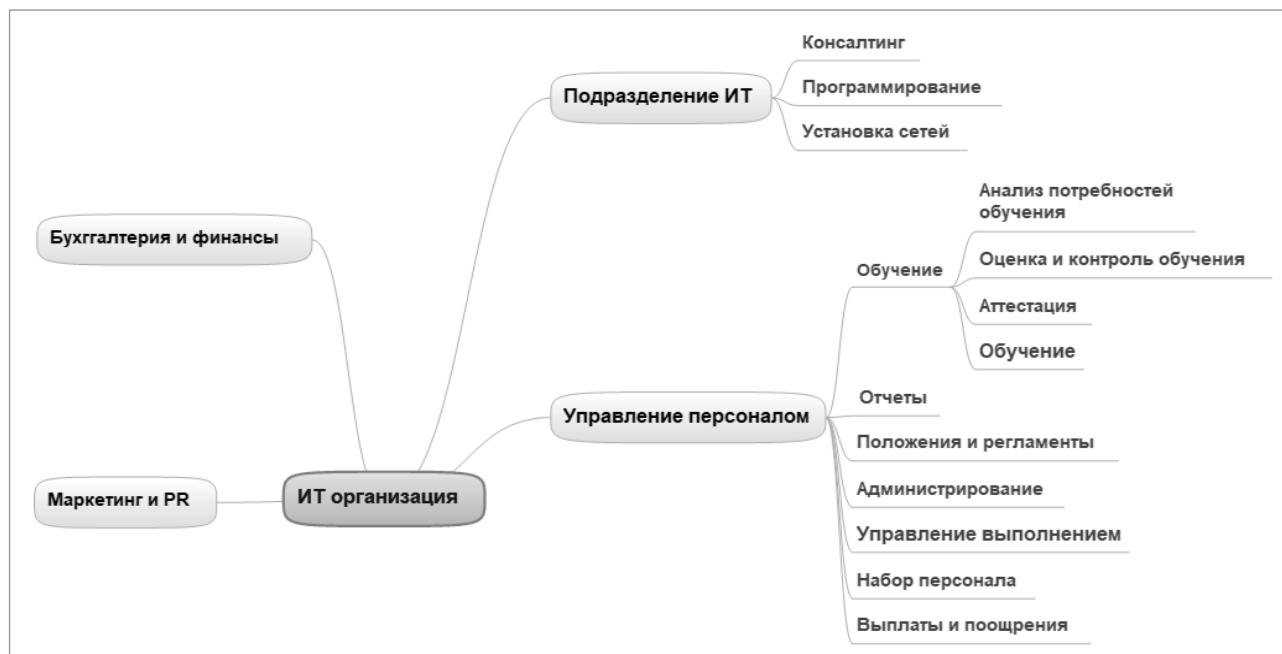 Консалтинг
Подразделение ИТ
Программирование
Установка сетей
Анализ потребностей
обучения
Бухггалтерия и финансы
Оценка и контроль обучения
Обучение
Аттестация
Обучение
Отчеты
Управление персоналом
Положения и регламенты
Администрирование
ИТ организация
Маркетинг и PR
Управление выполнением
Набор персонала
Выплаты и поощрения